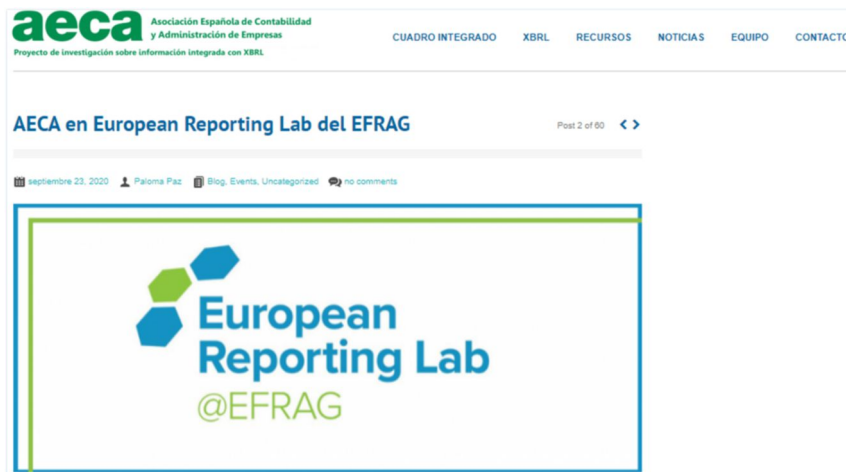 aeca
Asociación Española de Contabilidad
y Administración de Empresas
Proyecto de investigación sobre información integrada con XBRL
CUADRO INTEGRADO XBRL RECURSOS NOTICIAS EQUIPO CONTACTO
AECA en European Reporting Lab del EFRAG
Post 2 of 60
septiembre 23, 2020 Paloma Paz Blog, Events, Uncategorized no comments
European
Reporting Lab
@EFRAG